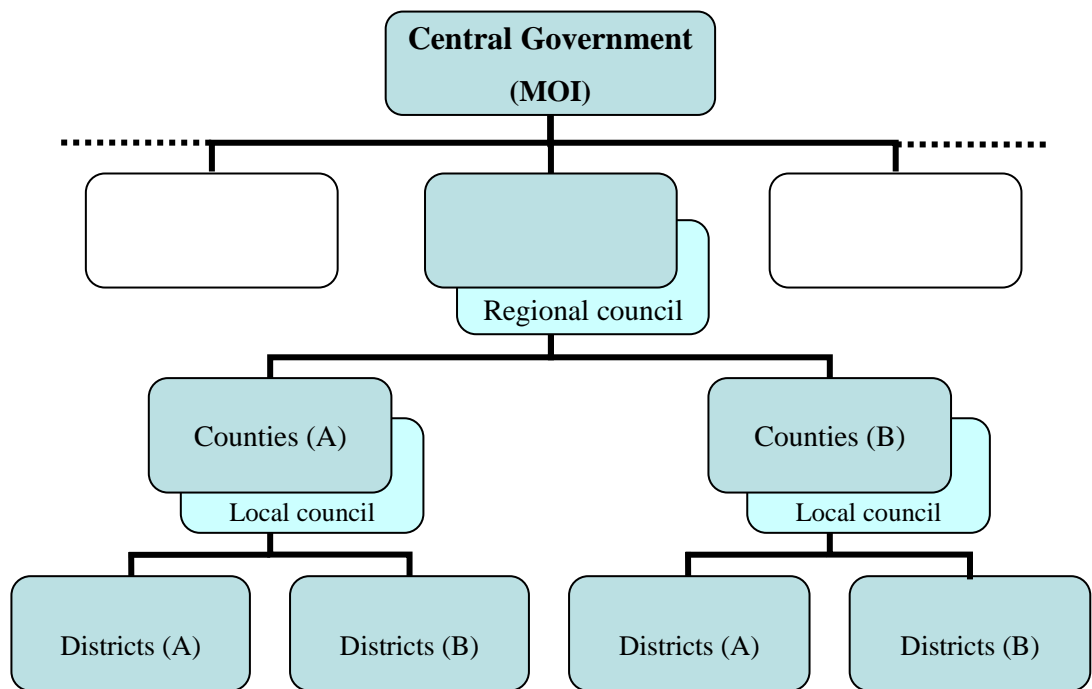 Central Government
(MOI)
Regional council
Counties (A)
Counties (B)
Local council
Local council
Districts (A)
Districts (B)
Districts (A)
Districts (B)